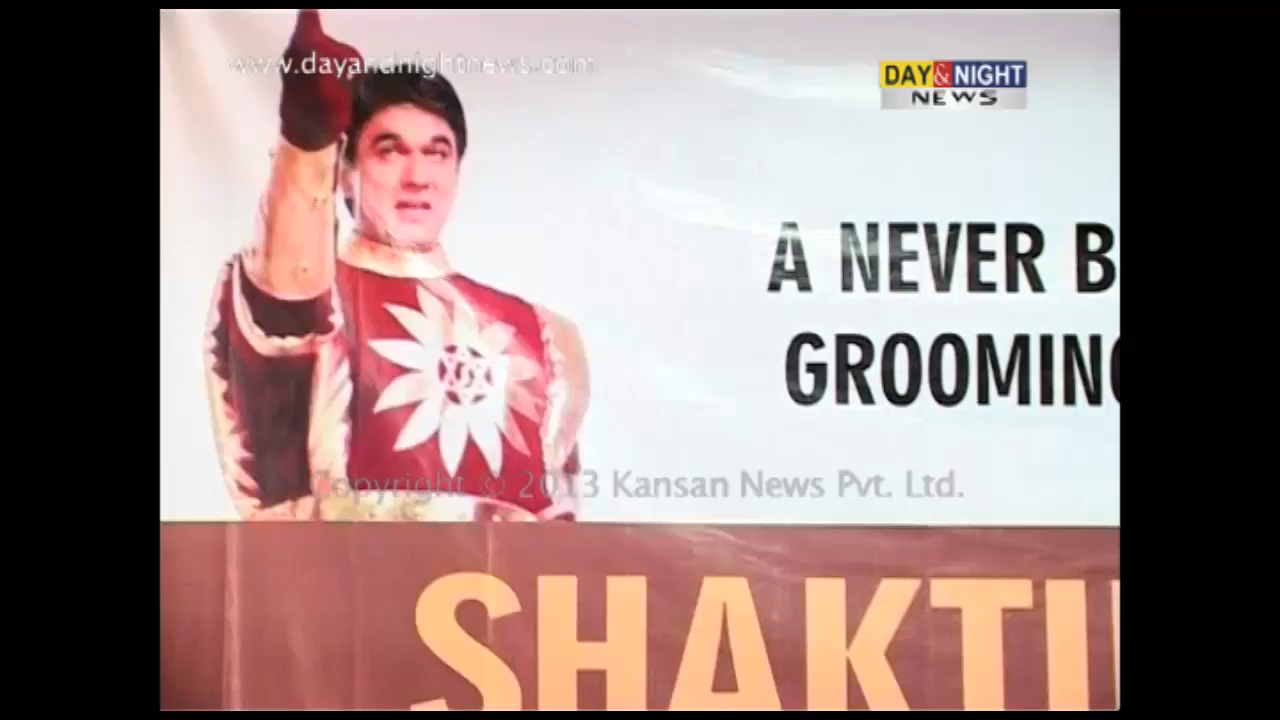 www.dayandnightnews.com
DAY & NIGHT
NEWS
A NEVER B
GROOMING
Copyright © 2013 Kansan News Pvt. Ltd.
SHAKTI